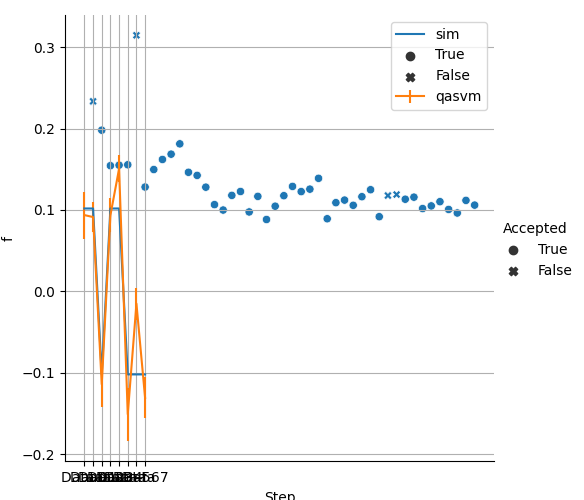 0.3
0.2
0.1
0.0
−0.1
−0.2
f
Step
sim
True
False
qasvm
Accepted
True
False